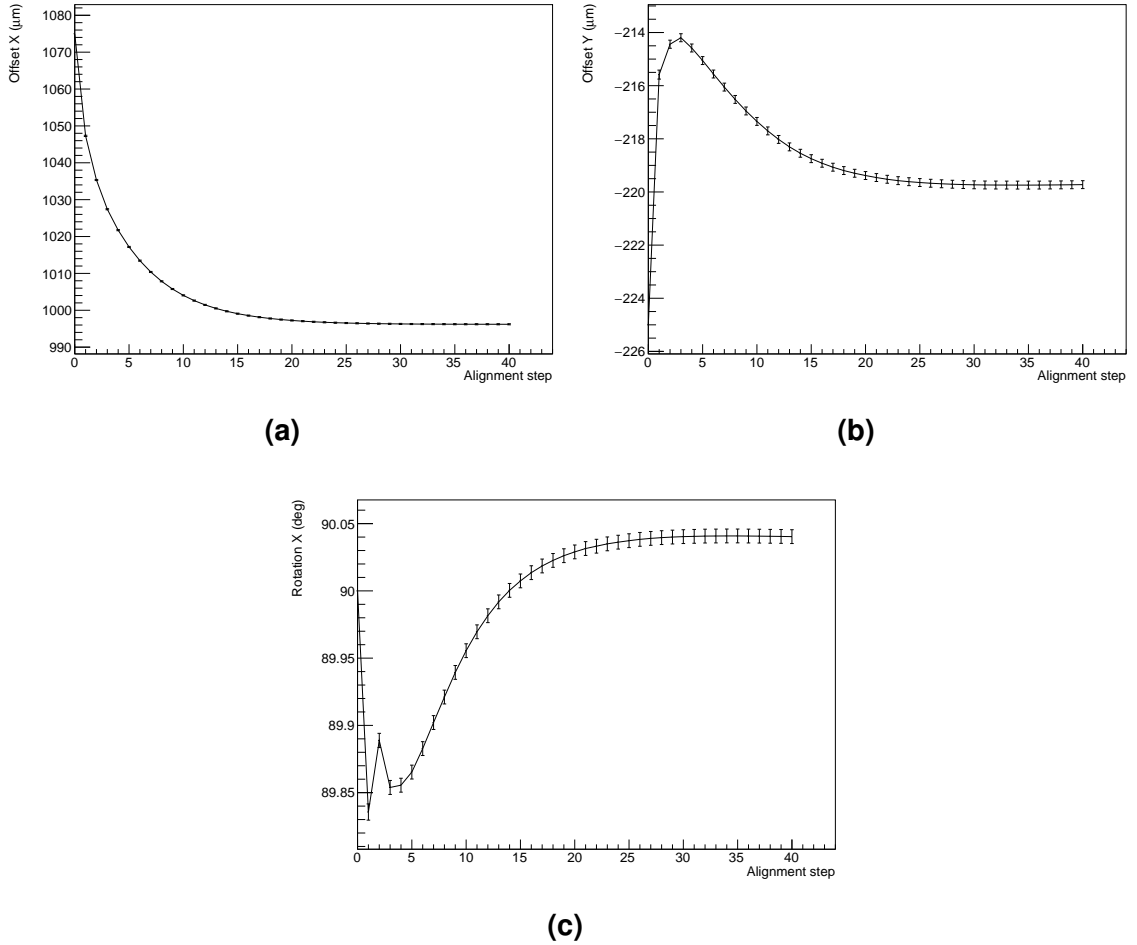 Offset X (μm)
1080
1070
1060
1050
1040
1030
1020
1010
1000
990
0 5 10 15 20 25 30 35 40
Alignment step
(a)
Offset Y (μm)
−214
−216
−218
−220
−222
−224
−226
0 5 10 15 20 25 30 35 40
Alignment step
(b)
Rotation X (deg)
90.05
90
89.95
89.9
89.85
0 5 10 15 20 25 30 35 40
Alignment step
(c)